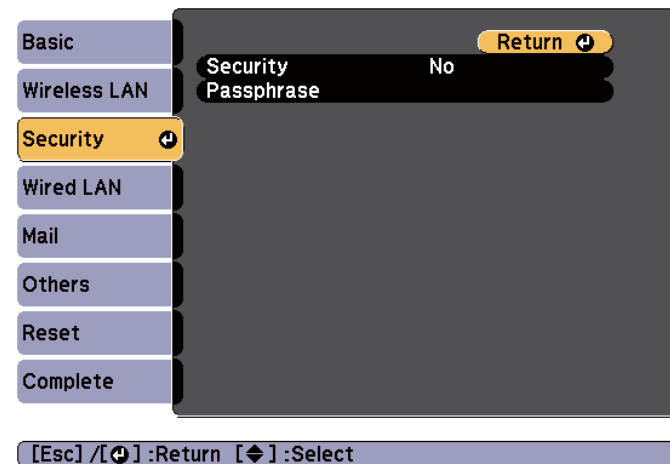 Basic
Wireless LAN
Security
Wired LAN
Mail
Others
Reset
Complete
Return
Security No
Passphrase
[Esc] /[ ] :Return [ ] :Select